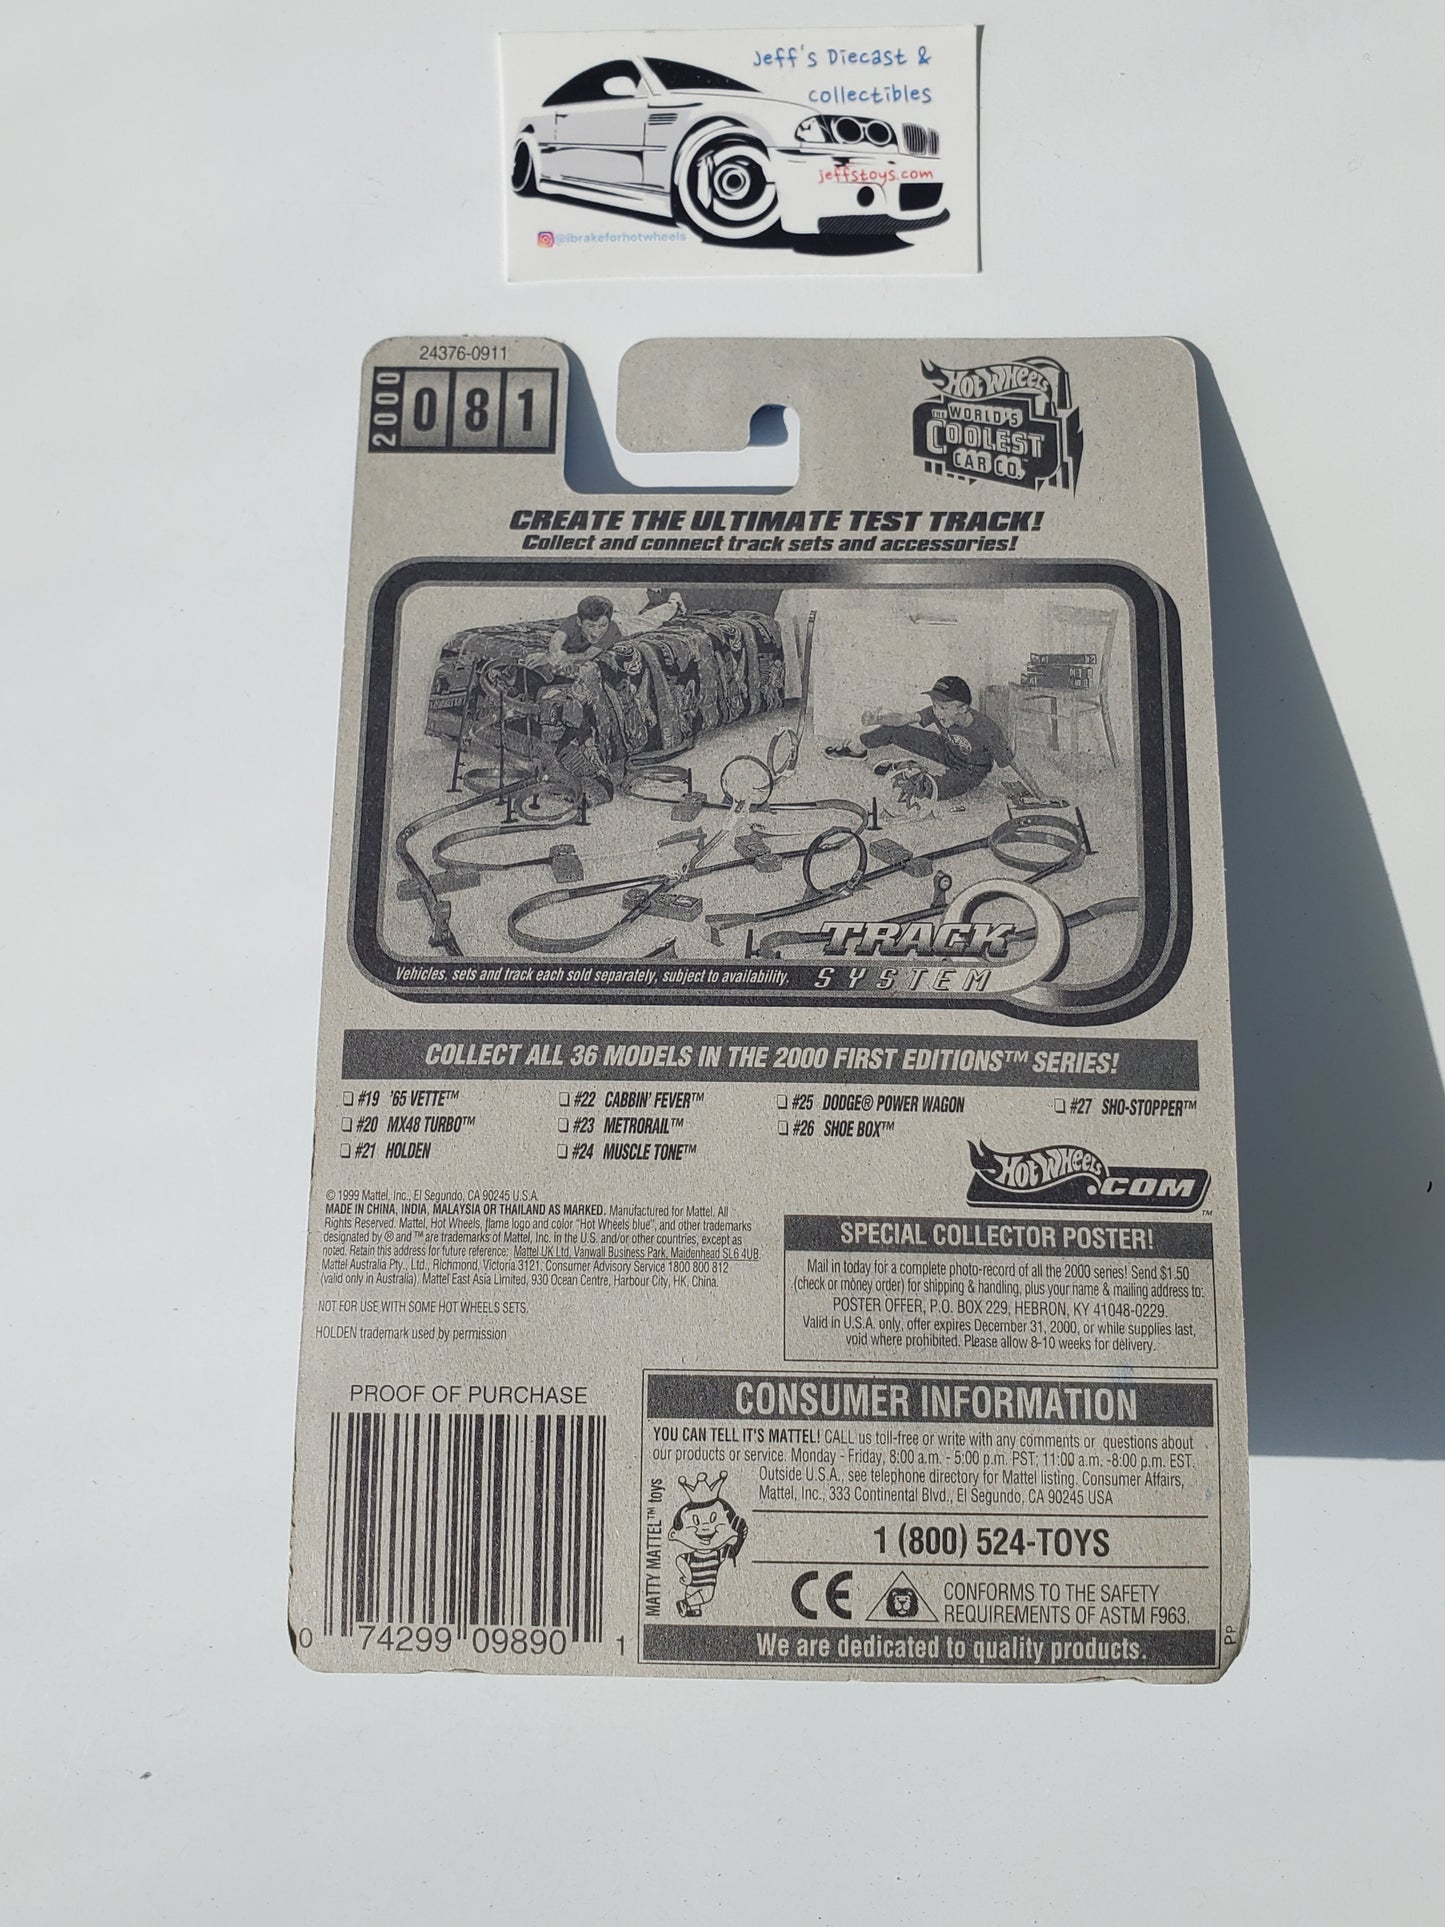 Jeff's Diecast &
collectibles
jeffstoys.com
@ibrakeforhotwheels
24376-0911
2000
081
HOT WHEELS
THE WORLD'S
COOLEST
CAR CO.™
CREATE THE ULTIMATE TEST TRACK!
Collect and connect track sets and accessories!
TRACK
SYSTEM
Vehicles, sets and track each sold separately, subject to availability.
COLLECT ALL 36 MODELS IN THE 2000 FIRST EDITIONS™ SERIES!
#19 '65 VETTE™
#20 MX48 TURBO™
#21 HOLDEN
#22 CABBIN' FEVER™
#23 METRORAIL™
#24 MUSCLE TONE™
#25 DODGE® POWER WAGON
#26 SHOE BOX™
#27 SHO-STOPPER™
HOT WHEELS
.COM™
© 1999 Mattel, Inc., El Segundo, CA 90245 U.S.A.
MADE IN CHINA, INDIA, MALAYSIA OR THAILAND AS MARKED. Manufactured for Mattel. All
Rights Reserved. Mattel, Hot Wheels, flame logo and color "Hot Wheels blue", and other trademarks
designated by ® and ™ are trademarks of Mattel, Inc. in the U.S. and/or other countries, except as
noted. Retain this address for future reference: Mattel UK Ltd, Vanwall Business Park, Maidenhead SL6 4UB.
Mattel Australia Pty., Ltd., Richmond, Victoria 3121. Consumer Advisory Service 1800 800 812
(valid only in Australia). Mattel East Asia Limited, 930 Ocean Centre, Harbour City, HK, China.
NOT FOR USE WITH SOME HOT WHEELS SETS.
HOLDEN trademark used by permission
SPECIAL COLLECTOR POSTER!
Mail in today for a complete photo-record of all the 2000 series! Send $1.50
(check or money order) for shipping & handling, plus your name & mailing address to:
POSTER OFFER, P.O. BOX 229, HEBRON, KY 41048-0229.
Valid in U.S.A. only, offer expires December 31, 2000, or while supplies last,
void where prohibited. Please allow 8-10 weeks for delivery.
PROOF OF PURCHASE
0 74299 09890 1
CONSUMER INFORMATION
YOU CAN TELL IT'S MATTEL! CALL us toll-free or write with any comments or questions about
our products or service. Monday - Friday, 8:00 a.m. - 5:00 p.m. PST; 11:00 a.m. -8:00 p.m. EST.
Outside U.S.A., see telephone directory for Mattel listing. Consumer Affairs,
Mattel, Inc., 333 Continental Blvd., El Segundo, CA 90245 USA
MATTY MATTEL™ toys
1 (800) 524-TOYS
CE
CONFORMS TO THE SAFETY
REQUIREMENTS OF ASTM F963.
We are dedicated to quality products.
PP